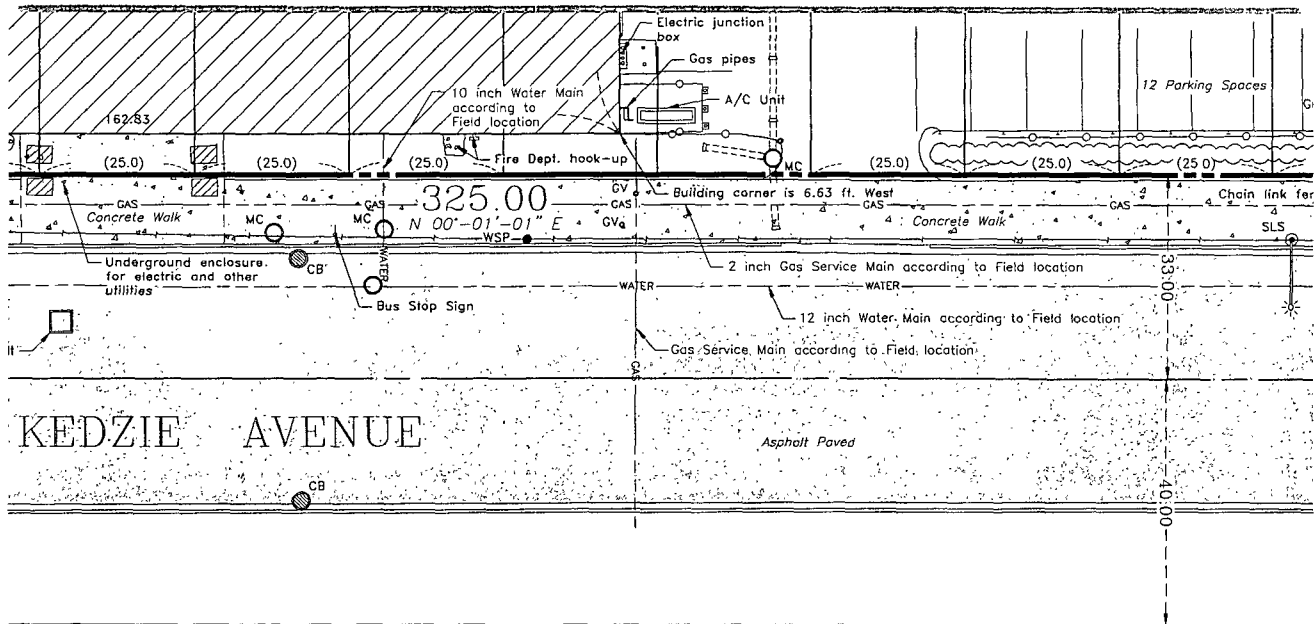 Electric junction
box
Gas pipes
10 inch Water Main
according to
Field location
A/C Unit
12 Parking Spaces
162.83
Fire Dept. hook-up
MC
(25.0)
(25.0)
(25.0)
(25.0)
(25.0)
(25.0)
Building corner is 6.63 ft. West
Chain link fen
GV
325.00
GAS
GAS
GAS
GAS
Concrete Walk
MC
MC
N 00°-01'-01" E
GV
Concrete Walk
WSP
SLS
CB
Underground enclosure
for electric and other
utilities
WATER
2 inch Gas Service Main according to Field location
33.00
Bus Stop Sign
WATER
WATER
12 inch Water Main according to Field location
lt
Gas Service Main according to Field location
GAS
KEDZIE AVENUE
Asphalt Paved
CB
40.00